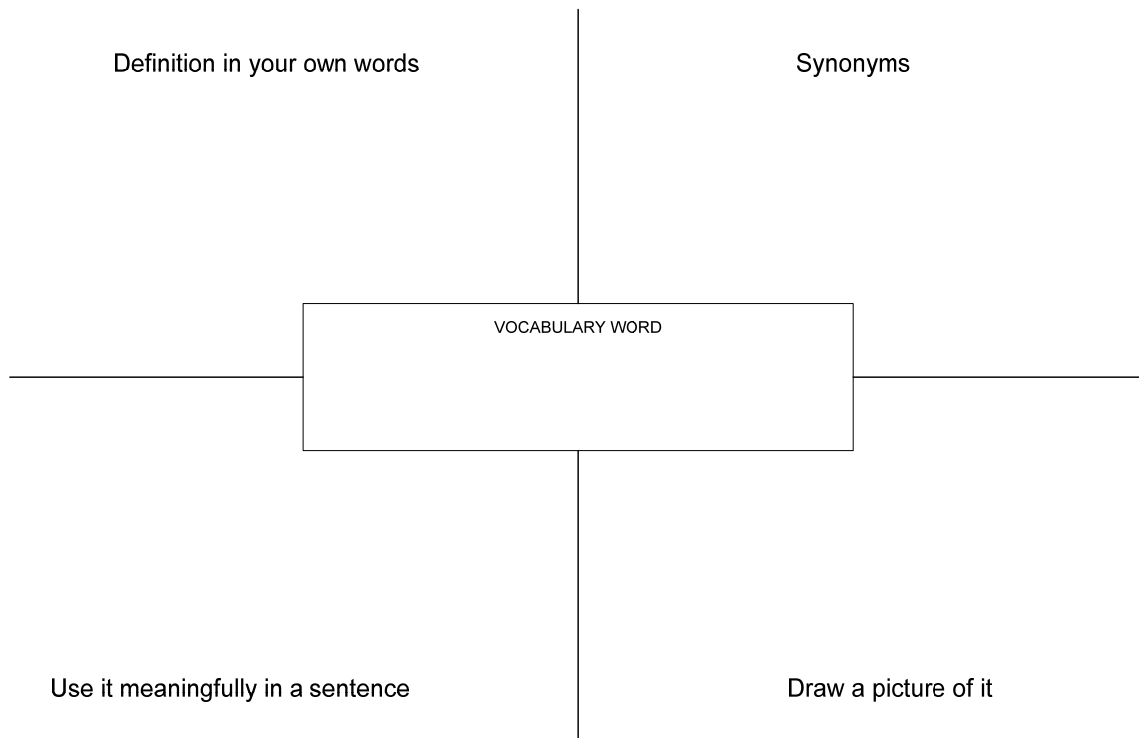 Definition in your own words
Synonyms
VOCABULARY WORD
Use it meaningfully in a sentence
Draw a picture of it